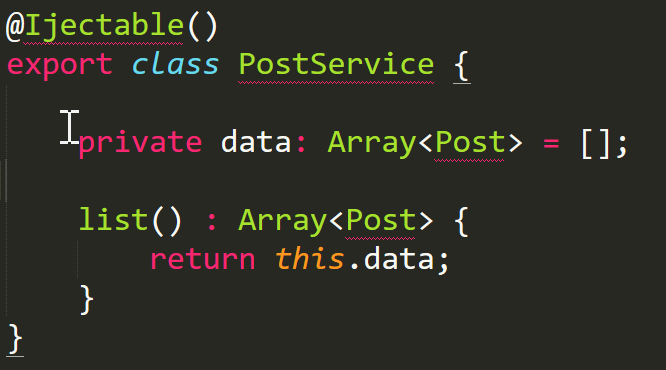 @Ijectable()
export class PostService {
private data: Array<Post> = [];
list() : Array<Post> {
return this.data;
}
}